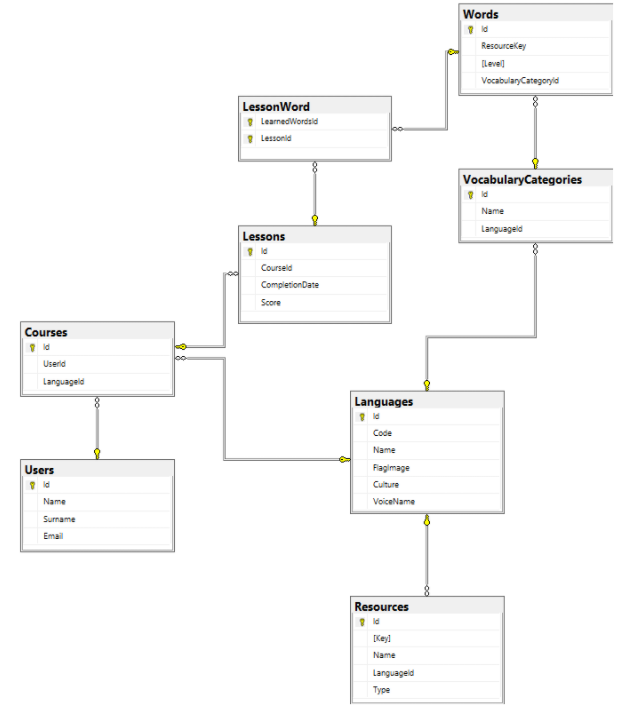 Words
Id
ResourceKey
[Level]
VocabularyCategoryId
LessonWord
LearnedWordsId
LessonId
VocabularyCategories
Id
Name
LanguageId
Lessons
Id
CourseId
CompletionDate
Score
Courses
Id
UserId
LanguageId
Languages
Id
Code
Name
FlagImage
Culture
VoiceName
Users
Id
Name
Surname
Email
Resources
Id
[Key]
Name
LanguageId
Type